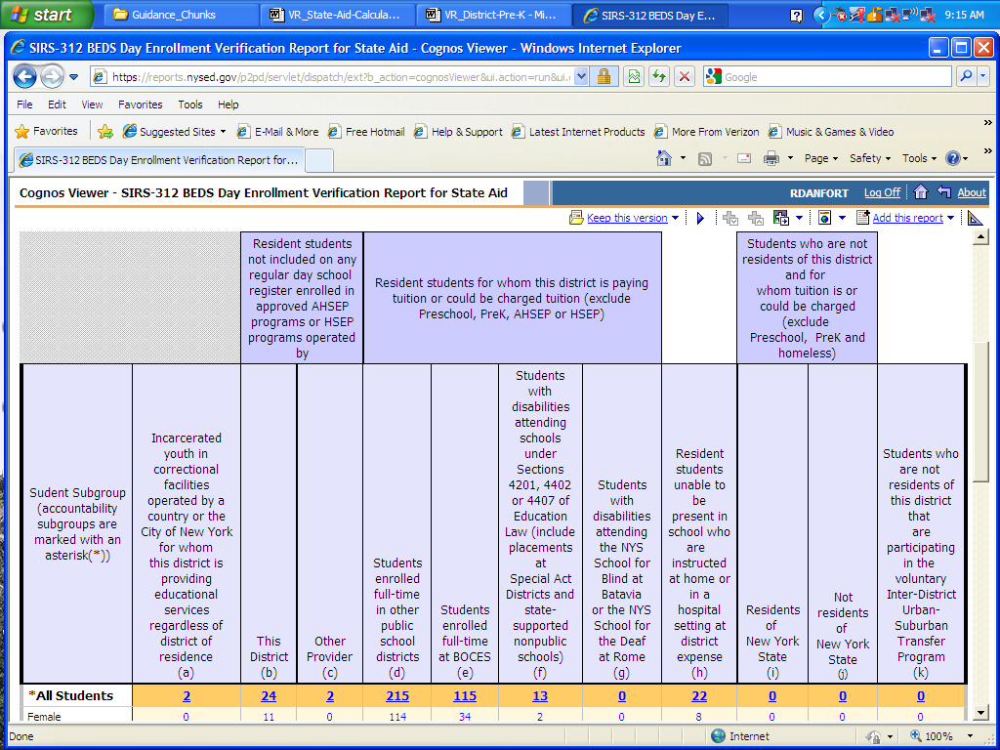 start
Guidance_Chunks
VR_State-Aid-Calcula...
VR_District-Pre-K - Mi...
SIRS-312 BEDS Day E...
9:15 AM
SIRS-312 BEDS Day Enrollment Verification Report for State Aid - Cognos Viewer - Windows Internet Explorer
https://reports.nysed.gov/p2pd/servlet/dispatch/ext?b_action=cognosViewer&ui.action=run&ui.
Google
File Edit View Favorites Tools Help
Favorites
Suggested Sites
E-Mail & More
Free Hotmail
Help & Support
Latest Internet Products
More From Verizon
Music & Games & Video
SIRS-312 BEDS Day Enrollment Verification Report for...
Page Safety Tools
Cognos Viewer - SIRS-312 BEDS Day Enrollment Verification Report for State Aid
RDANFORT
Log Off
About
Keep this version
Add this report
Resident students
not included on any
regular day school
register enrolled in
approved AHSEP
programs or HSEP
programs operated
by
Resident students for whom this district is paying
tuition or could be charged tuition (exclude
Preschool, PreK, AHSEP or HSEP)
Students who are not
residents of this district
and for
whom tuition is or
could be charged
(exclude
Preschool, PreK and
homeless)
Sudent Subgroup
(accountability
subgroups are
marked with an
asterisk(*))
Incarcerated
youth in
correctional
facilities
operated by a
country or the
City of New York
for whom
this district is
providing
educational
services
regardless of
district of
residence
(a)
This
District
(b)
Other
Provider
(c)
Students
enrolled
full-time
in other
public
school
districts
(d)
Students
enrolled
full-time
at BOCES
(e)
Students
with
disabilities
attending
schools
under
Sections
4201, 4402
or 4407 of
Education
Law (include
placements
at
Special Act
Districts and
state-
supported
nonpublic
schools)
(f)
Students
with
disabilities
attending
the NYS
School for
Blind at
Batavia
or the NYS
School for
the Deaf
at Rome
(g)
Resident
students
unable to
be
present in
school who
are
instructed
at home or
in a
hospital
setting at
district
expense
(h)
Residents
of
New York
State
(i)
Not
residents
of
New York
State
(j)
Students who
are not
residents of
this district
that
are
participating
in the
voluntary
Inter-District
Urban-
Suburban
Transfer
Program
(k)
*All Students 2 24 2 215 115 13 0 22 0 0 0
Female 0 11 0 114 34 2 0 8 0 0 0
Done
Internet
100%